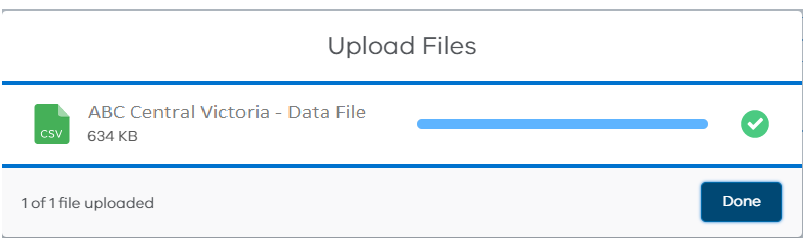 Upload Files
CSV
ABC Central Victoria - Data File
634 KB
1 of 1 file uploaded
Done